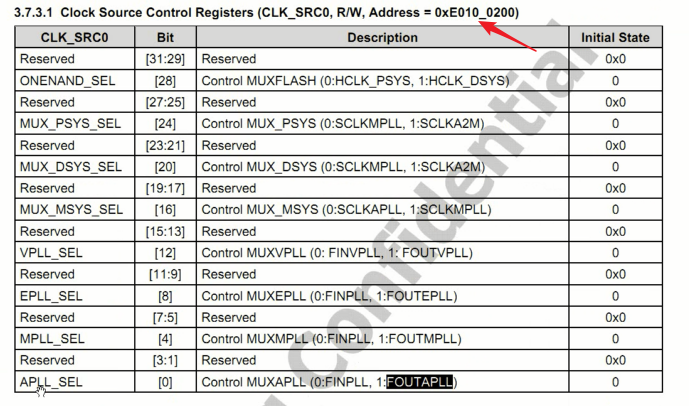 3.7.3.1 Clock Source Control Registers (CLK_SRC0, R/W, Address = 0xE010_0200)
CLK_SRC0 Bit Description Initial State
Reserved [31:29] Reserved 0x0
ONENAND_SEL [28] Control MUXFLASH (0:HCLK_PSYS, 1:HCLK_DSYS) 0
Reserved [27:25] Reserved 0x0
MUX_PSYS_SEL [24] Control MUX_PSYS (0:SCLKMPLL, 1:SCLKA2M) 0
Reserved [23:21] Reserved 0x0
MUX_DSYS_SEL [20] Control MUX_DSYS (0:SCLKMPLL, 1:SCLKA2M) 0
Reserved [19:17] Reserved 0x0
MUX_MSYS_SEL [16] Control MUX_MSYS (0:SCLKAPLL, 1:SCLKMPLL) 0
Reserved [15:13] Reserved 0x0
VPLL_SEL [12] Control MUXVPLL (0: FINVPLL, 1: FOUTVPLL) 0
Reserved [11:9] Reserved 0x0
EPLL_SEL [8] Control MUXEPLL (0:FINPLL, 1:FOUTEPLL) 0
Reserved [7:5] Reserved 0x0
MPLL_SEL [4] Control MUXMPLL (0:FINPLL, 1:FOUTMPLL) 0
Reserved [3:1] Reserved 0x0
APLL_SEL [0] Control MUXAPLL (0:FINPLL, 1:FOUTAPLL) 0
Confidential